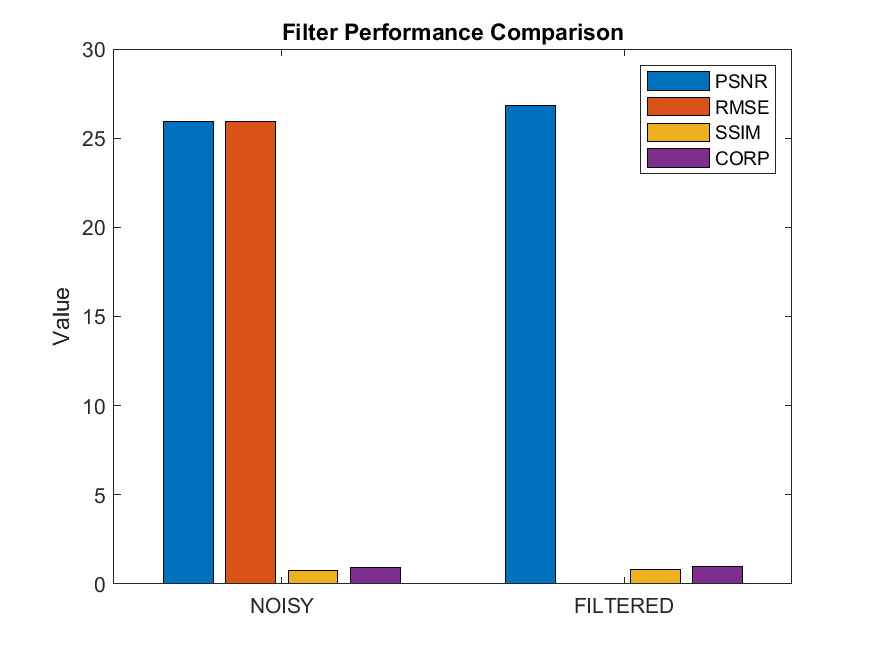 Filter Performance Comparison
30
25
20
15
10
5
0
Value
NOISY
FILTERED
PSNR
RMSE
SSIM
CORP